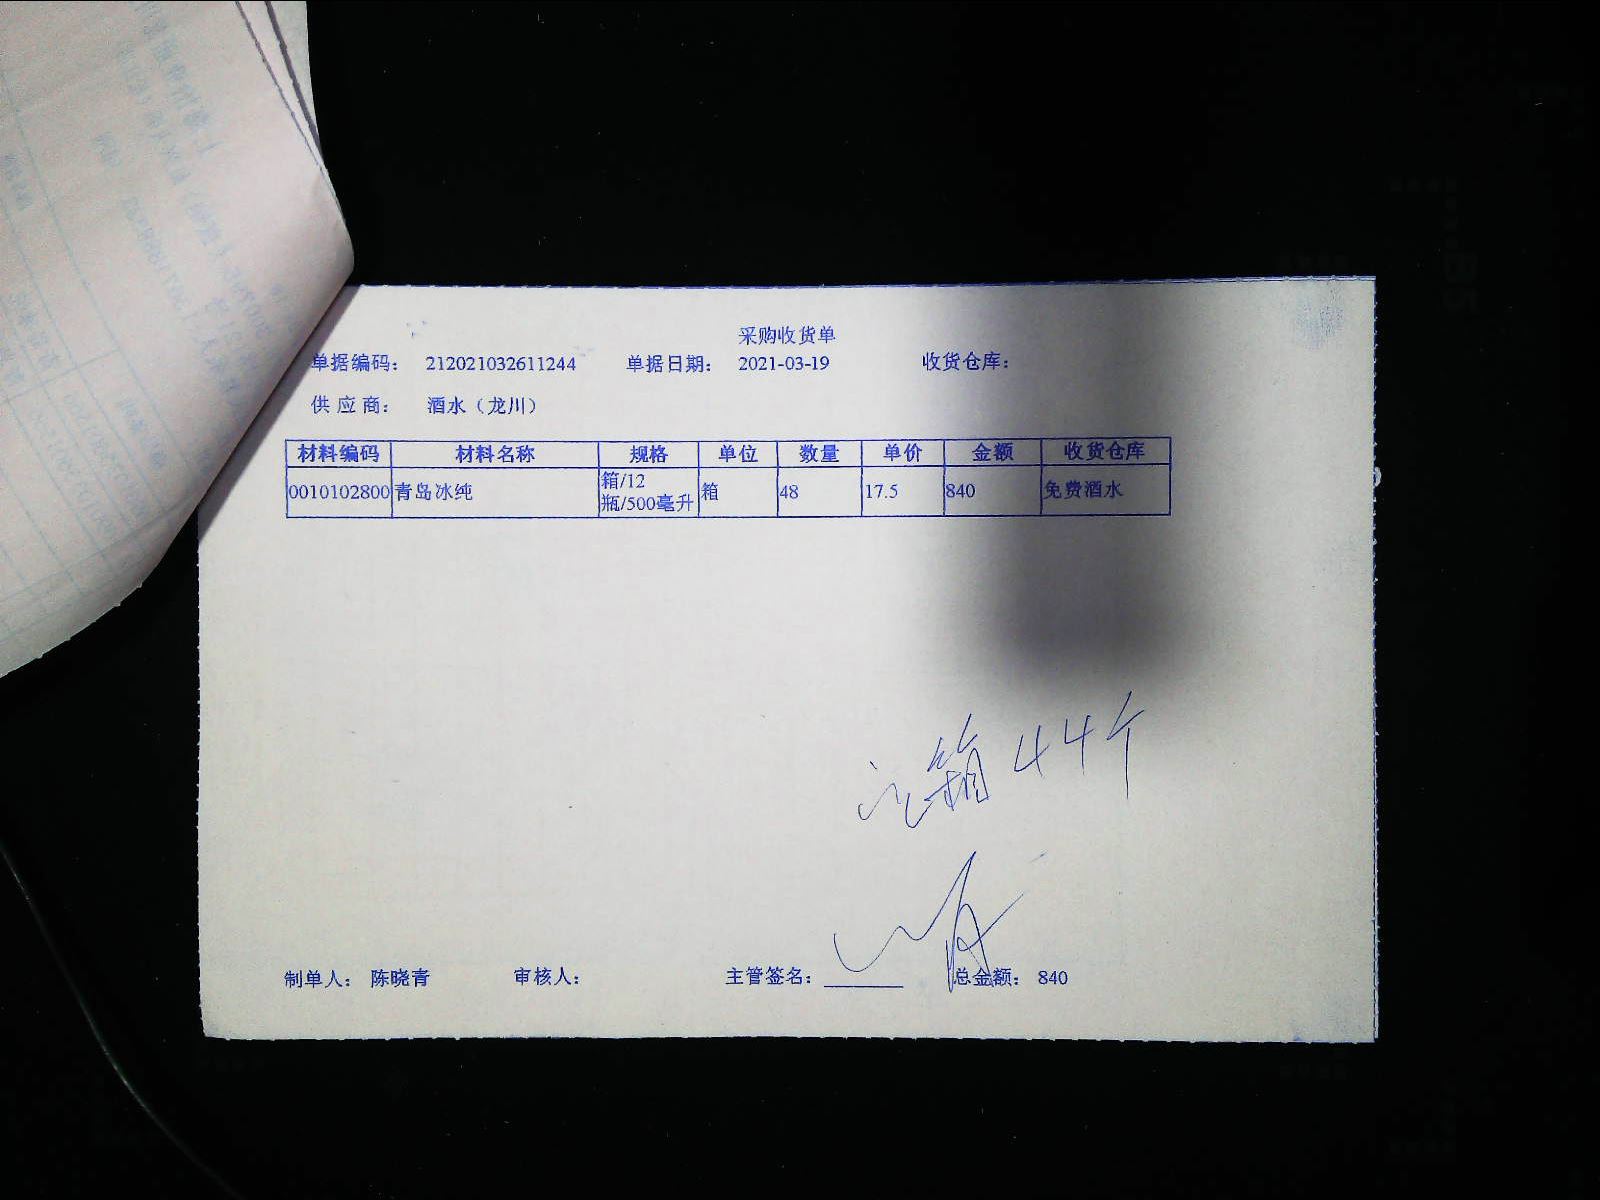 采购收货单
单据编码： 212021032611244 单据日期： 2021-03-19 收货仓库：
供 应 商： 酒水（龙川）
材料编码 材料名称 规格 单位 数量 单价 金额 收货仓库
0010102800 青岛冰纯 箱/12瓶/500毫升 箱 48 17.5 840 免费酒水
箱 44个
制单人： 陈晓青 审核人： 主管签名： 总金额： 840